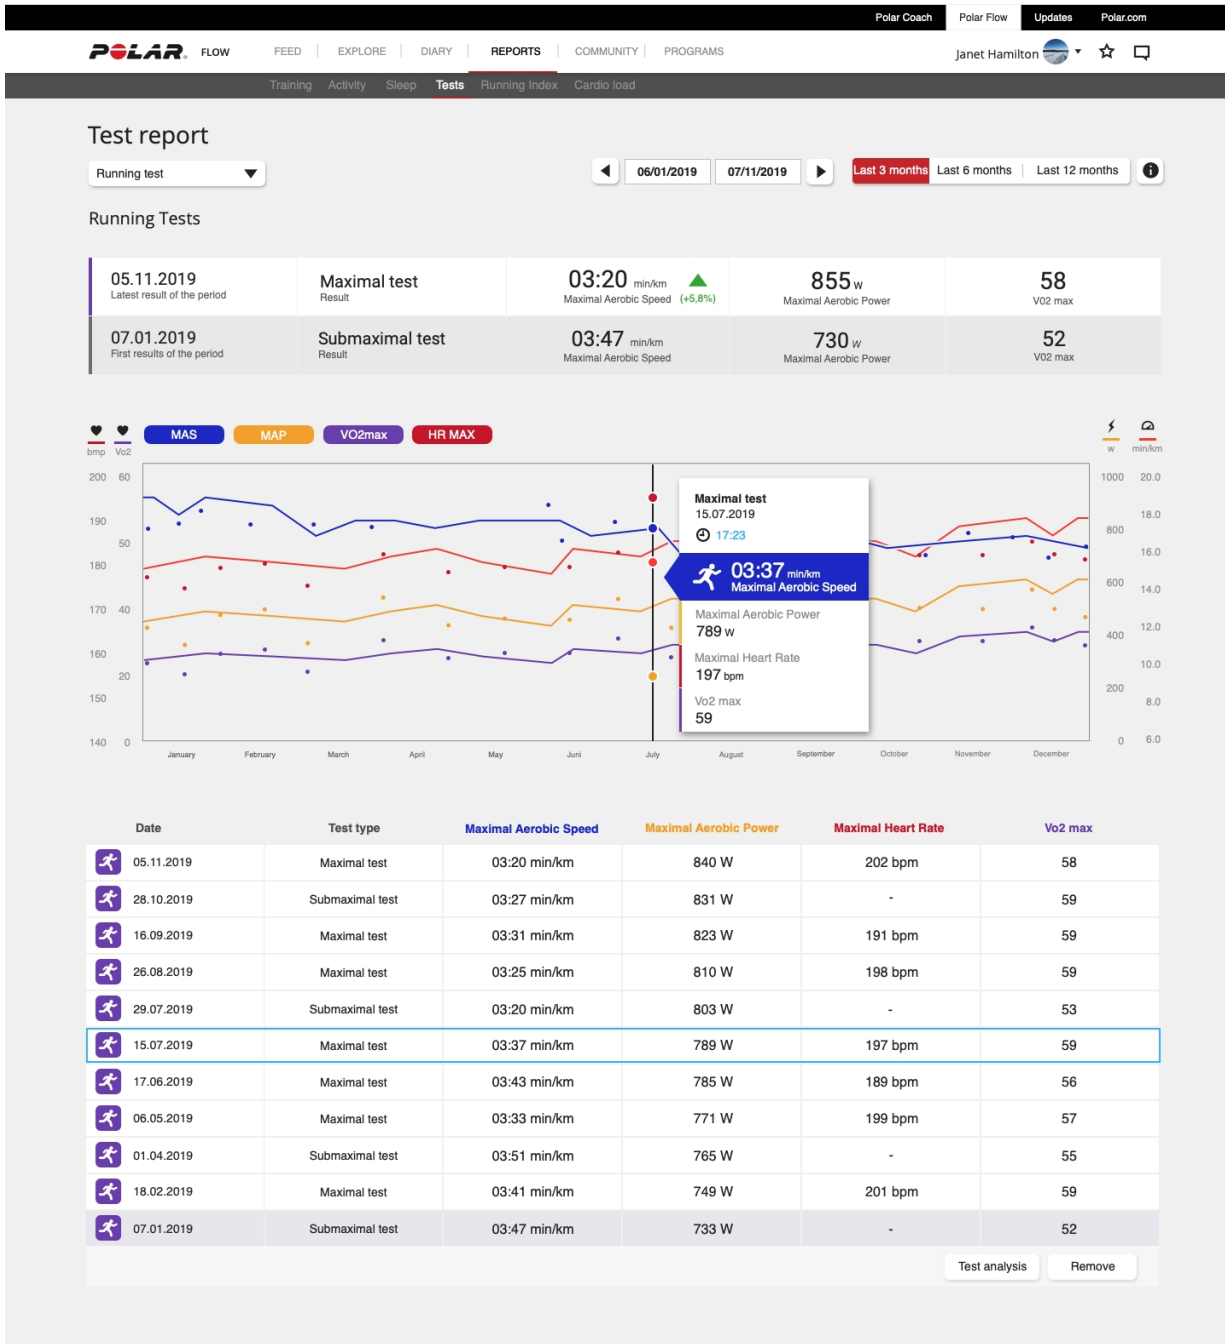 Polar Coach Polar Flow Updates Polar.com
POLAR. FLOW FEED EXPLORE DIARY REPORTS COMMUNITY PROGRAMS Janet Hamilton
Training Activity Sleep Tests Running Index Cardio load
Test report
Running test 06/01/2019 07/11/2019 Last 3 months Last 6 months Last 12 months
Running Tests
05.11.2019 Maximal test 03:20 min/km 855 w 58
Latest result of the period Result Maximal Aerobic Speed (+5,8%) Maximal Aerobic Power V02 max
07.01.2019 Submaximal test 03:47 min/km 730 w 52
First results of the period Result Maximal Aerobic Speed Maximal Aerobic Power V02 max
MAS MAP VO2max HR MAX
bmp Vo2 w min/km
200 60 1000 20.0
190 18.0
50 800
180 16.0
600 14.0
170 40
12.0
400
160 10.0
20 200
150 8.0
140 0 0 6.0
Maximal test
15.07.2019
17:23
03:37 min/km
Maximal Aerobic Speed
Maximal Aerobic Power
789 w
Maximal Heart Rate
197 bpm
Vo2 max
59
January February March April May Juni July August September October November December
Date Test type Maximal Aerobic Speed Maximal Aerobic Power Maximal Heart Rate Vo2 max
05.11.2019 Maximal test 03:20 min/km 840 W 202 bpm 58
28.10.2019 Submaximal test 03:27 min/km 831 W - 59
16.09.2019 Maximal test 03:31 min/km 823 W 191 bpm 59
26.08.2019 Maximal test 03:25 min/km 810 W 198 bpm 59
29.07.2019 Submaximal test 03:20 min/km 803 W - 53
15.07.2019 Maximal test 03:37 min/km 789 W 197 bpm 59
17.06.2019 Maximal test 03:43 min/km 785 W 189 bpm 56
06.05.2019 Maximal test 03:33 min/km 771 W 199 bpm 57
01.04.2019 Submaximal test 03:51 min/km 765 W - 55
18.02.2019 Maximal test 03:41 min/km 749 W 201 bpm 59
07.01.2019 Submaximal test 03:47 min/km 733 W - 52
Test analysis Remove